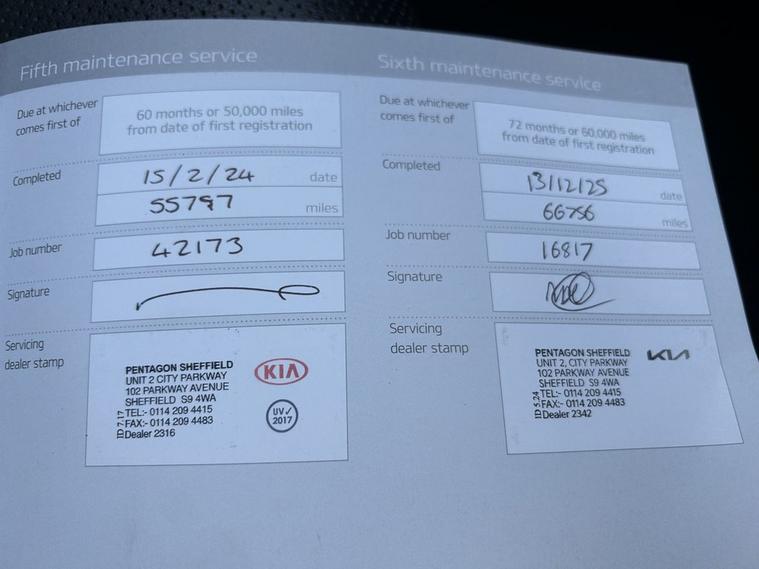 Fifth maintenance service
Due at whichever
comes first of
60 months or 50,000 miles
from date of first registration
Completed
15/2/24 date
55797 miles
Job number
42173
Signature
Servicing
dealer stamp
PENTAGON SHEFFIELD
UNIT 2 CITY PARKWAY
102 PARKWAY AVENUE
SHEFFIELD S9 4WA
TEL:- 0114 209 4415
FAX:- 0114 209 4483
Dealer 2316
ID 7.17
KIA
UV✓
2017
Sixth maintenance service
Due at whichever
comes first of
72 months or 60,000 miles
from date of first registration
Completed
13/12/25 date
66756 miles
Job number
16817
Signature
Servicing
dealer stamp
PENTAGON SHEFFIELD
UNIT 2, CITY PARKWAY
102 PARKWAY AVENUE
SHEFFIELD S9 4WA
TEL:- 0114 209 4415
FAX:- 0114 209 4483
Dealer 2342
ID 5.24
KIA